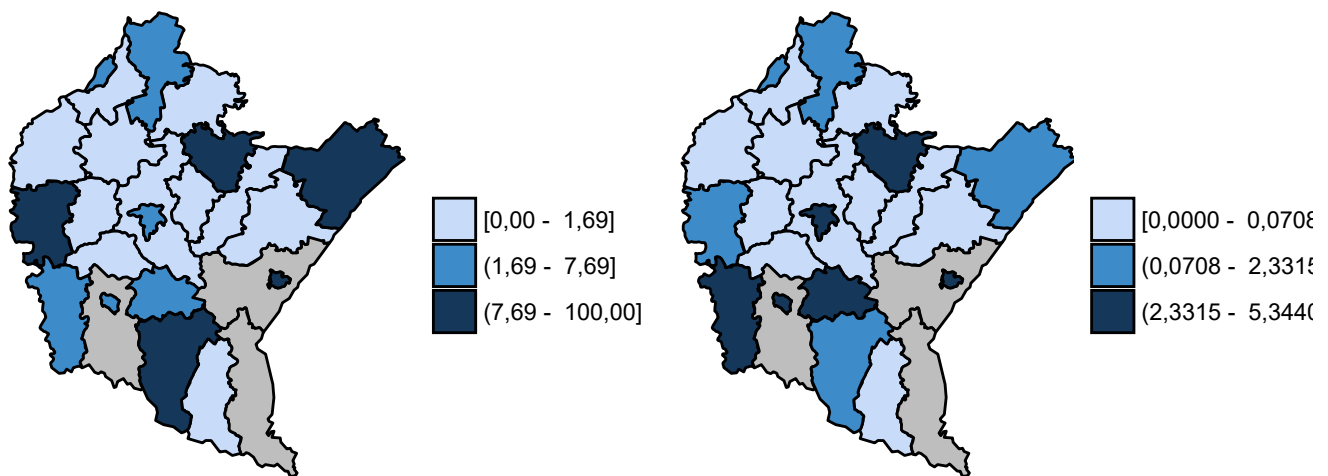 [0,00 - 1,69]
(1,69 - 7,69]
(7,69 - 100,00]
[0,0000 - 0,0708
(0,0708 - 2,3315
(2,3315 - 5,3440